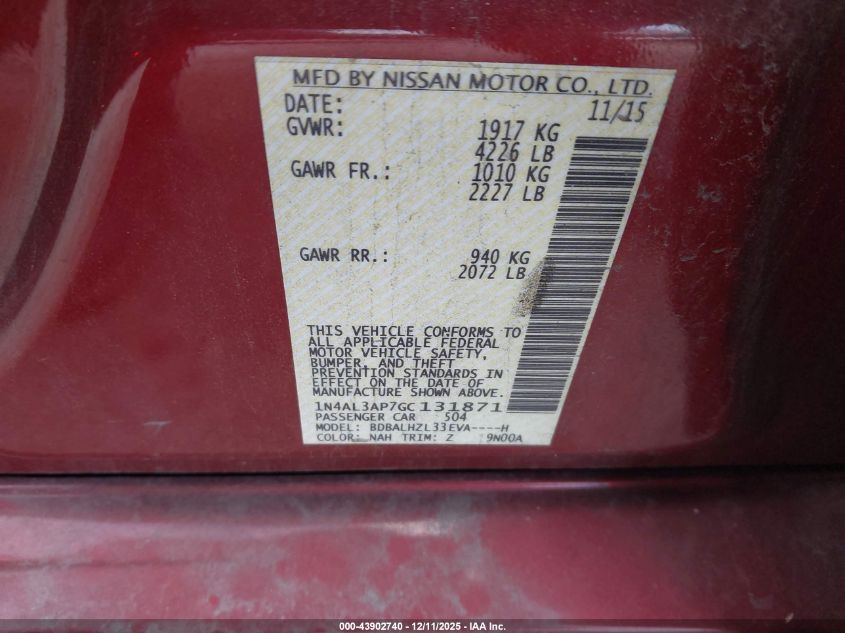 MFD BY NISSAN MOTOR CO., LTD.
DATE: 11/15
GVWR: 1917 KG
4226 LB
GAWR FR.: 1010 KG
2227 LB
GAWR RR.: 940 KG
2072 LB
THIS VEHICLE CONFORMS TO
ALL APPLICABLE FEDERAL
MOTOR VEHICLE SAFETY,
BUMPER, AND THEFT
PREVENTION STANDARDS IN
EFFECT ON THE DATE OF
MANUFACTURE SHOWN ABOVE.
1N4AL3AP7GC131871
PASSENGER CAR 504
MODEL: BDBALHZL33EVA----H
COLOR: NAH TRIM: Z 9N00A
000-43902740 - 12/11/2025 - IAA Inc.